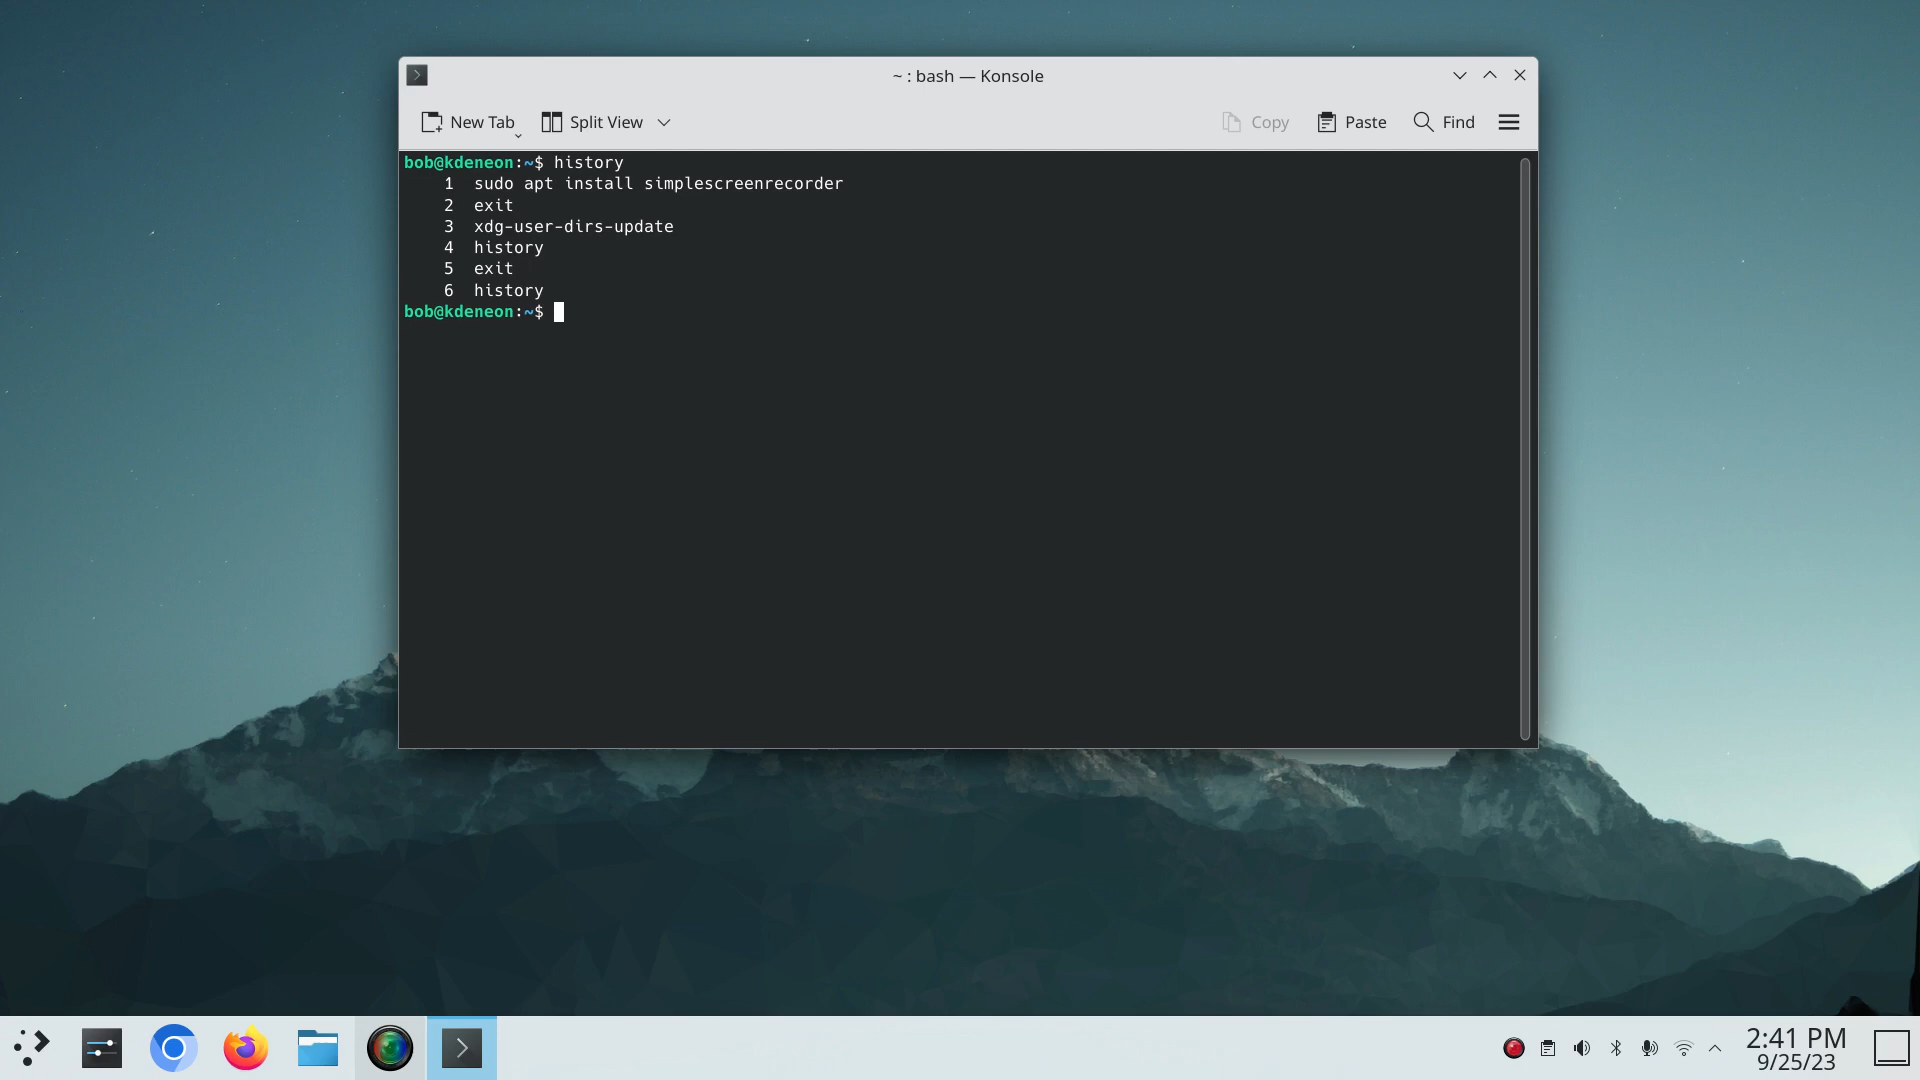 ~ : bash — Konsole
New Tab Split View Copy Paste Find
bob@kdeneon:~$ history
1 sudo apt install simplescreenrecorder
2 exit
3 xdg-user-dirs-update
4 history
5 exit
6 history
bob@kdeneon:~$
2:41 PM
9/25/23